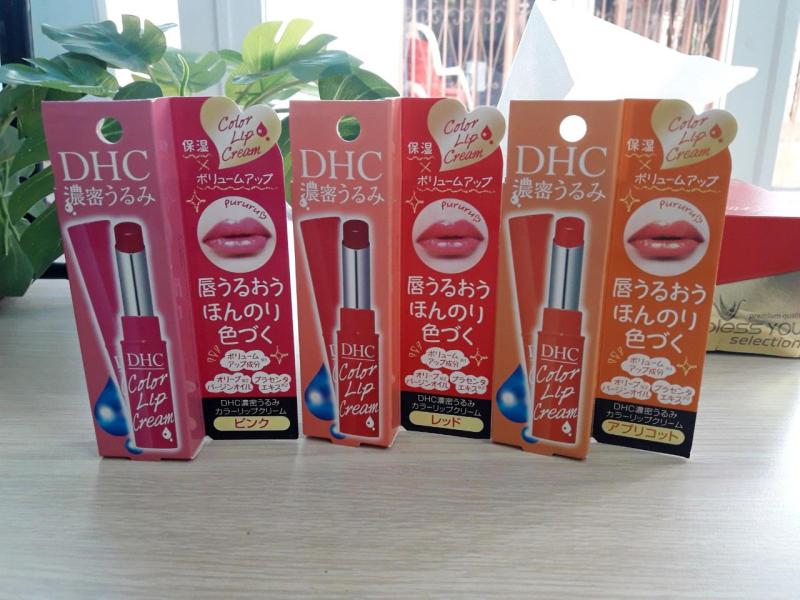 DHC
濃密うるみ
DHC
Color
Lip
Cream
Color
Lip
Cream
保湿
×
ボリュームアップ
pururu
唇うるおう
ほんのり
色づく
ボリューム
アップ成分
オリーブ
バージンオイル
プラセンタ
エキス
DHC濃密うるみ
カラーリップクリーム
ピンク
DHC
濃密うるみ
DHC
Color
Lip
Cream
Color
Lip
Cream
保湿
×
ボリュームアップ
pururu
唇うるおう
ほんのり
色づく
ボリューム
アップ成分
オリーブ
バージンオイル
プラセンタ
エキス
DHC濃密うるみ
カラーリップクリーム
レッド
DHC
濃密うるみ
DHC
Color
Lip
Cream
Color
Lip
Cream
保湿
×
ボリュームアップ
pururu
唇うるおう
ほんのり
色づく
ボリューム
アップ成分
オリーブ
バージンオイル
プラセンタ
エキス
DHC濃密うるみ
カラーリップクリーム
アプリコット
premium quality
bless YOU
selection